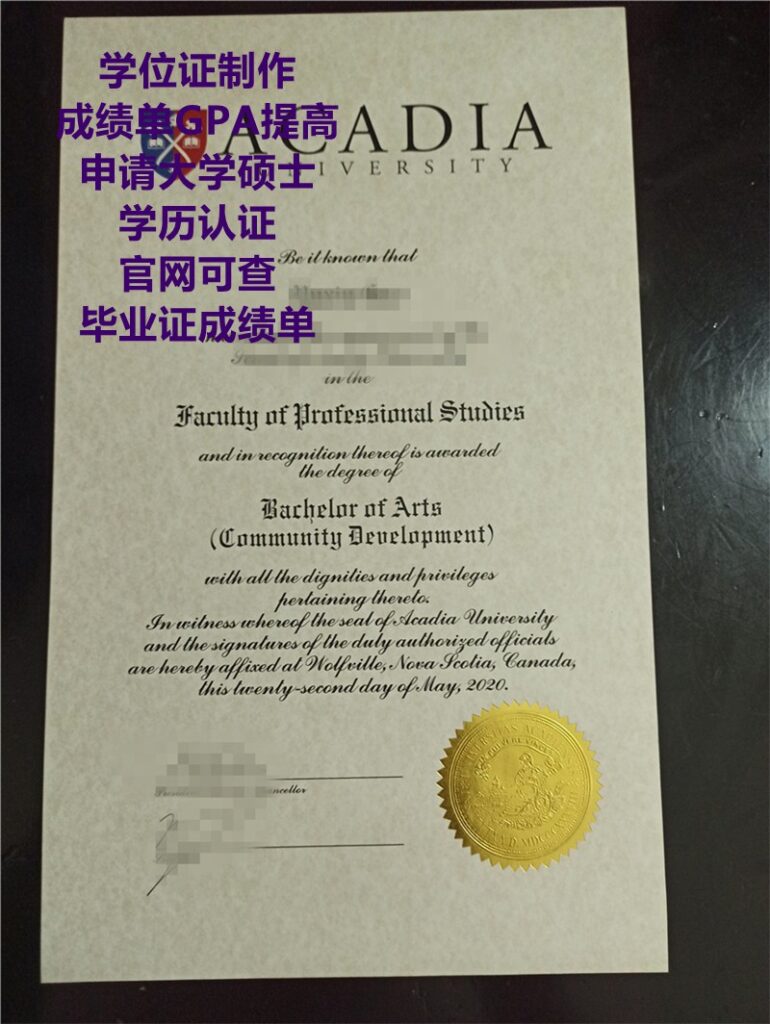 学位证制作
成绩单GPA提高
ACADIA
申请大学硕士
UNIVERSITY
学历认证
Be it known that
官网可查
毕业证成绩单
in the
Faculty of Professional Studies
and in recognition thereof is awarded
the degree of
Bachelor of Arts
(Community Development)
with all the dignities and privileges
pertaining thereto.
In witness whereof the seal of Acadia University
and the signatures of the duly authorized officials
are hereby affixed at Wolfville, Nova Scotia, Canada,
this twenty-second day of May, 2020.